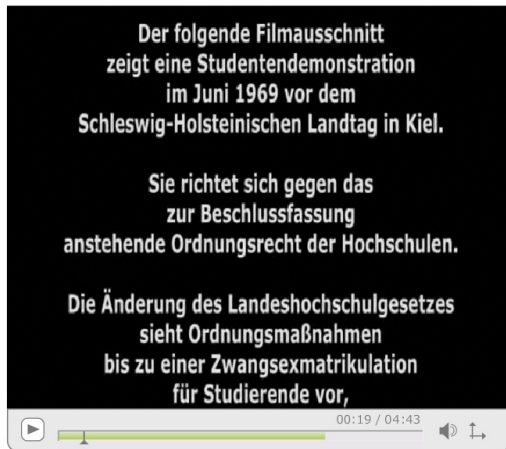 Der folgende Filmausschnitt
zeigt eine Studentendemonstration
im Juni 1969 vor dem
Schleswig-Holsteinischen Landtag in Kiel.
Sie richtet sich gegen das
zur Beschlussfassung
anstehende Ordnungsrecht der Hochschulen.
Die Änderung des Landeshochschulgesetzes
sieht Ordnungsmaßnahmen
bis zu einer Zwangsexmatrikulation
für Studierende vor,
00:19 / 04:43